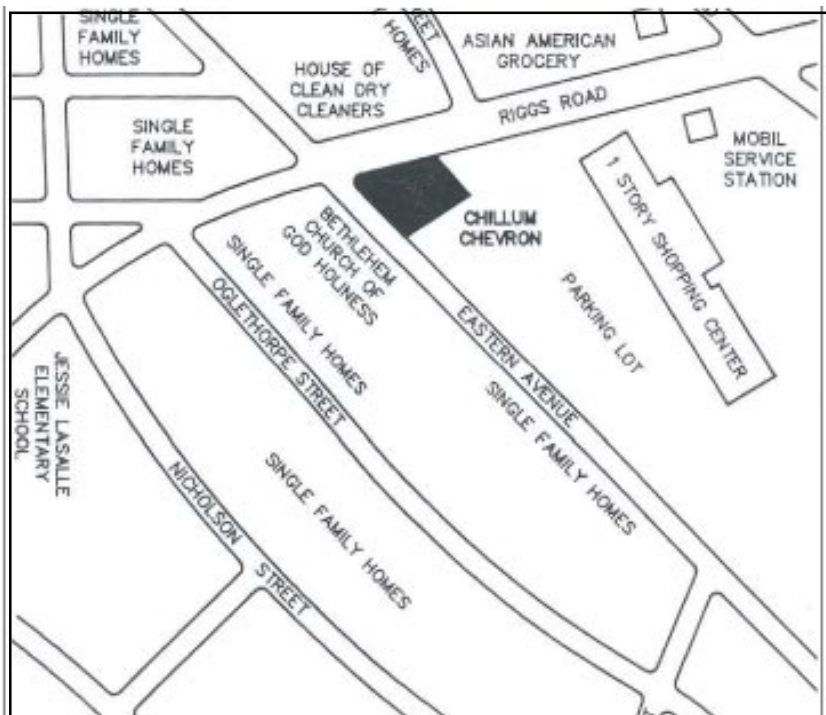 SINGLE
FAMILY
HOMES
HOMES
ASIAN AMERICAN
GROCERY
HOUSE OF
CLEAN DRY
CLEANERS
RIGGS ROAD
SINGLE
FAMILY
HOMES
MOBIL
SERVICE
STATION
1 STORY SHOPPING CENTER
CHILLUM
CHEVRON
BETHLEHEM
CHURCH OF
GOD HOLINESS
SINGLE FAMILY HOMES
OGLETHORPE STREET
PARKING LOT
EASTERN AVENUE
SINGLE FAMILY HOMES
JESSIE LASALLE
ELEMENTARY
SCHOOL
NICHOLSON
STREET
SINGLE FAMILY HOMES